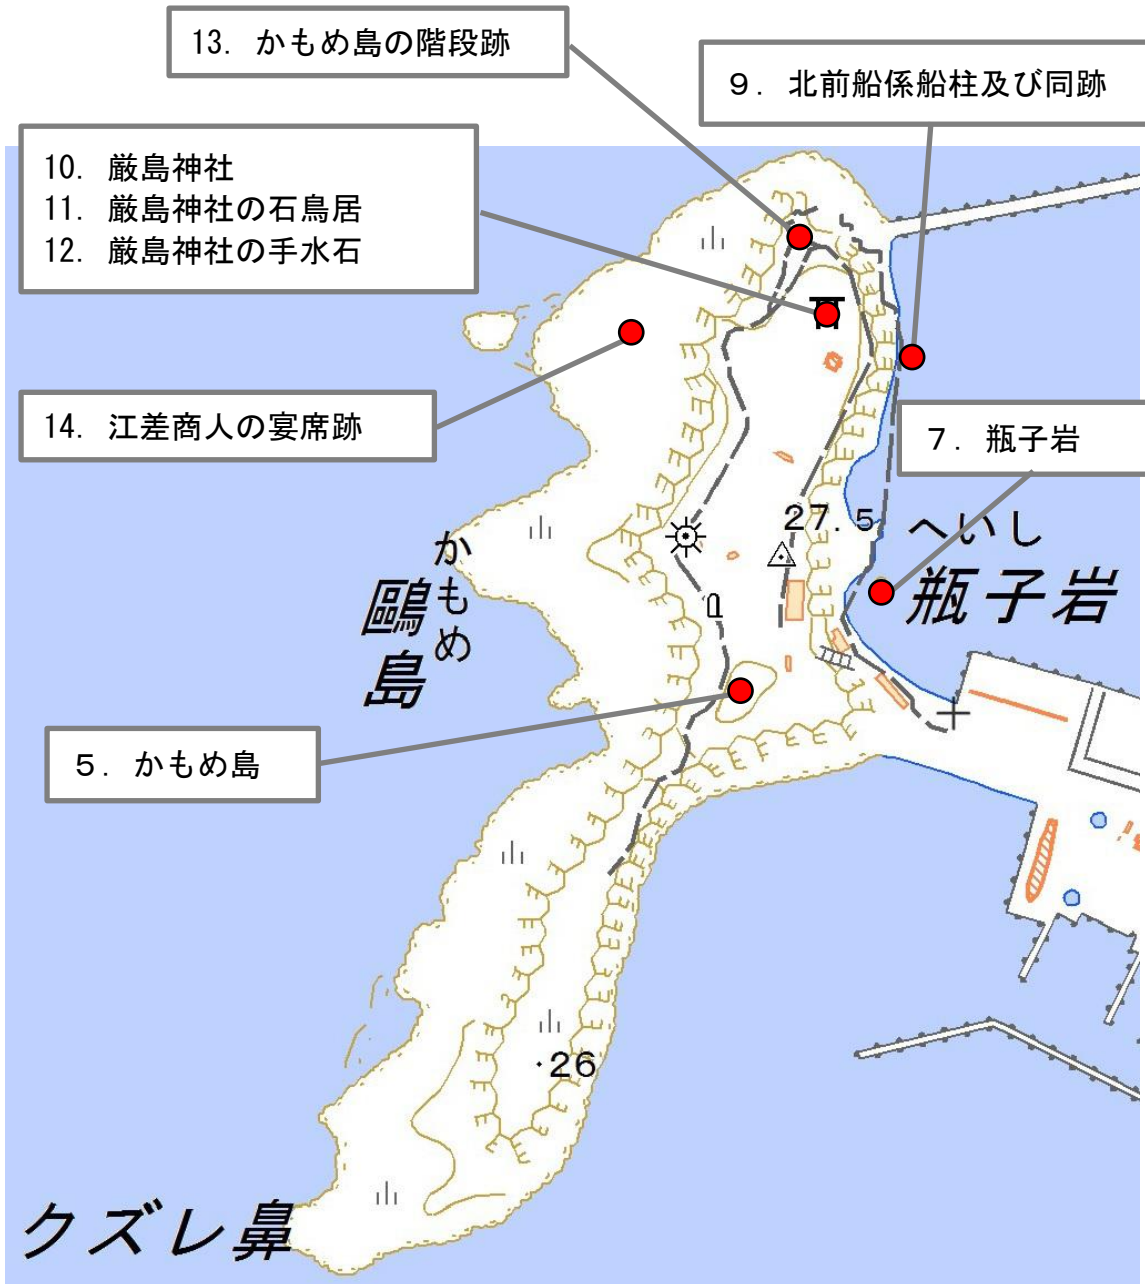 13. かもめ島の階段跡
９. 北前船係船柱及び同跡
10. 厳島神社
11. 厳島神社の石鳥居
12. 厳島神社の手水石
14. 江差商人の宴席跡
７. 瓶子岩
27.5
へいし
瓶子岩
かもめ
鷗島
５. かもめ島
･26
クズレ鼻